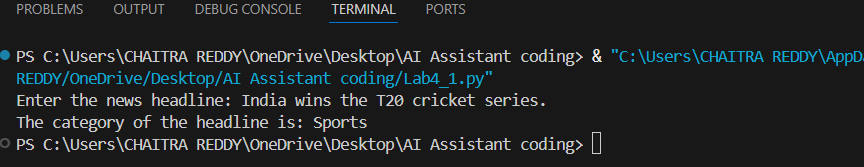 PROBLEMS OUTPUT DEBUG CONSOLE TERMINAL PORTS
PS C:\Users\CHAITRA REDDY\OneDrive\Desktop\AI Assistant coding> & "C:\Users\CHAITRA REDDY\AppDa
REDDY/OneDrive/Desktop/AI Assistant coding/Lab4_1.py"
Enter the news headline: India wins the T20 cricket series.
The category of the headline is: Sports
PS C:\Users\CHAITRA REDDY\OneDrive\Desktop\AI Assistant coding>